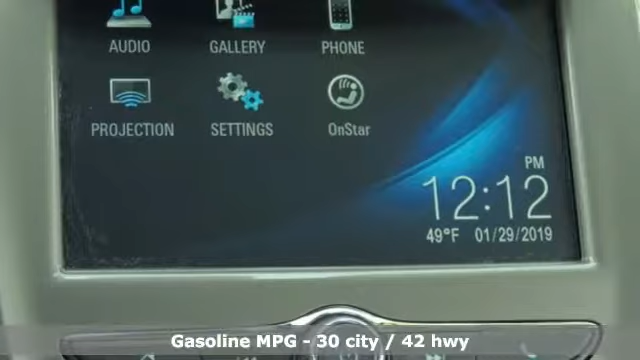 AUDIO GALLERY PHONE
PROJECTION SETTINGS OnStar
PM
12:12
49°F 01/29/2019
Gasoline MPG - 30 city / 42 hwy